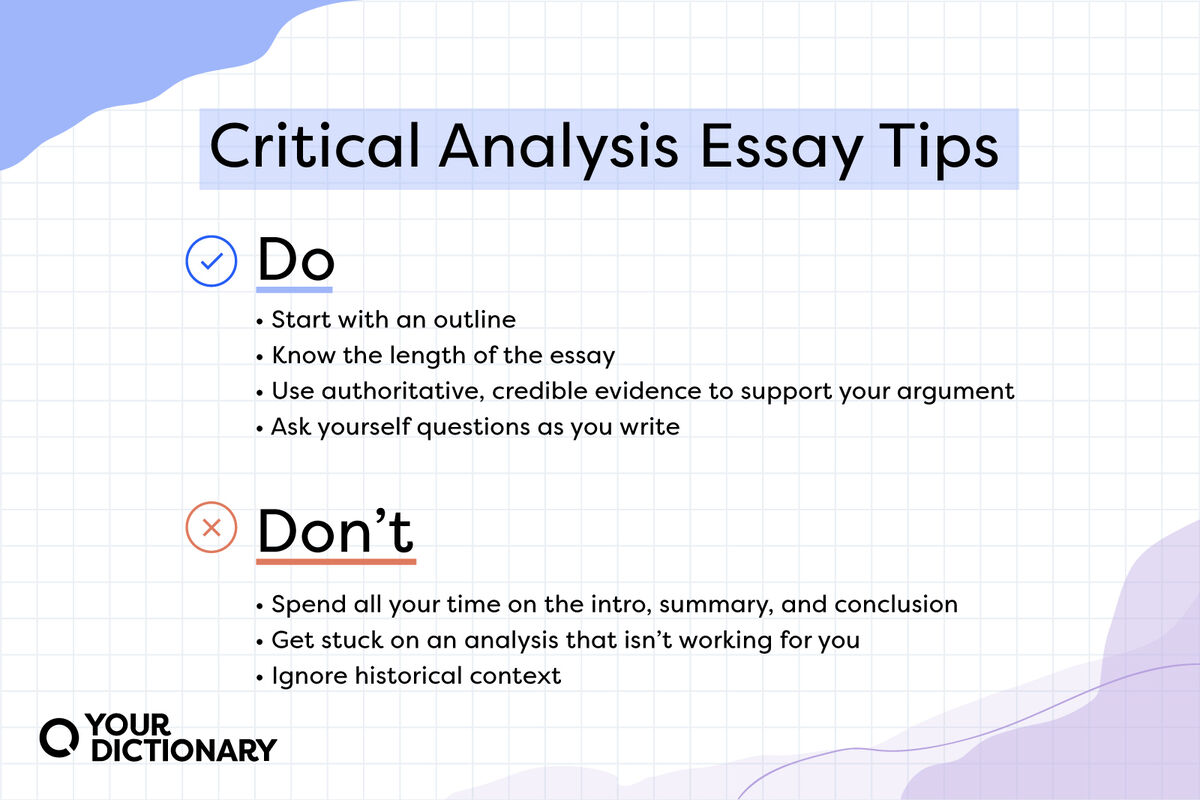 Critical Analysis Essay Tips
Do
• Start with an outline
• Know the length of the essay
• Use authoritative, credible evidence to support your argument
• Ask yourself questions as you write
Don’t
• Spend all your time on the intro, summary, and conclusion
• Get stuck on an analysis that isn’t working for you
• Ignore historical context
YOUR
DICTIONARY